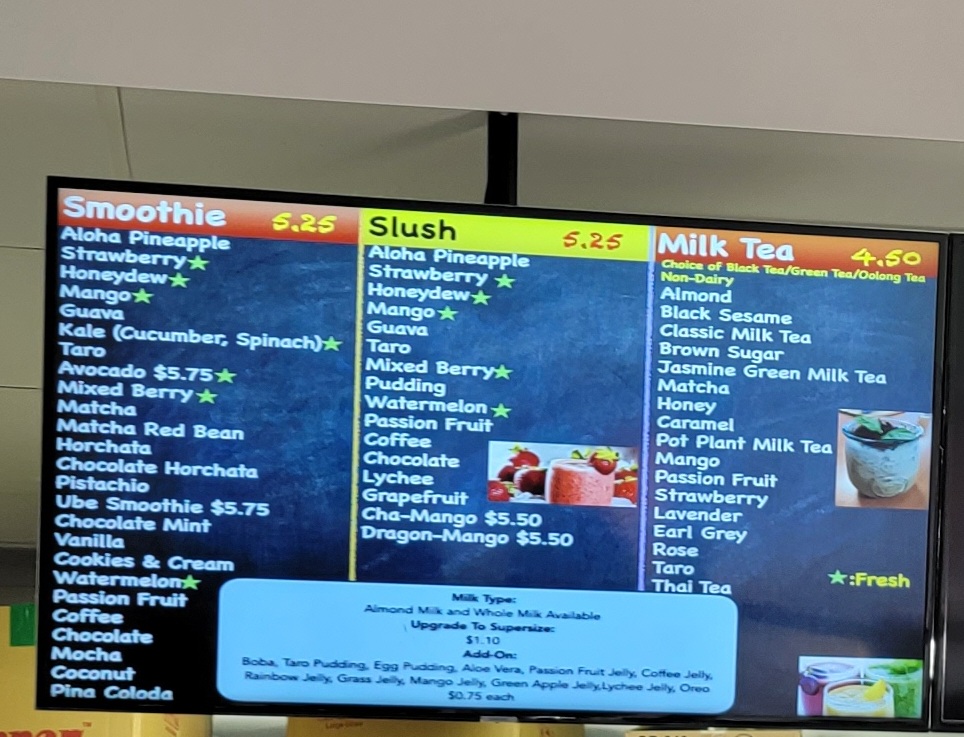 Smoothie 5.25
Aloha Pineapple
Strawberry★
Honeydew★
Mango★
Guava
Kale (Cucumber, Spinach)★
Taro
Avocado $5.75★
Mixed Berry★
Matcha
Matcha Red Bean
Horchata
Chocolate Horchata
Pistachio
Ube Smoothie $5.75
Chocolate Mint
Vanilla
Cookies & Cream
Watermelon★
Passion Fruit
Coffee
Chocolate
Mocha
Coconut
Pina Coloda
Slush 5.25
Aloha Pineapple
Strawberry ★
Honeydew★
Mango★
Guava
Taro
Mixed Berry★
Pudding
Watermelon★
Passion Fruit
Coffee
Chocolate
Lychee
Grapefruit
Cha-Mango $5.50
Dragon-Mango $5.50
Milk Tea 4.50
Choice of Black Tea/Green Tea/Oolong Tea
Non-Dairy
Almond
Black Sesame
Classic Milk Tea
Brown Sugar
Jasmine Green Milk Tea
Matcha
Honey
Caramel
Pot Plant Milk Tea
Mango
Passion Fruit
Strawberry
Lavender
Earl Grey
Rose
Taro
Thai Tea
★:Fresh
Milk Type:
Almond Milk and Whole Milk Available
Upgrade To Supersize:
$1.10
Add-On:
Boba, Taro Pudding, Egg Pudding, Aloe Vera, Passion Fruit Jelly, Coffee Jelly,
Rainbow Jelly, Grass Jelly, Mango Jelly, Green Apple Jelly,Lychee Jelly, Oreo
$0.75 each